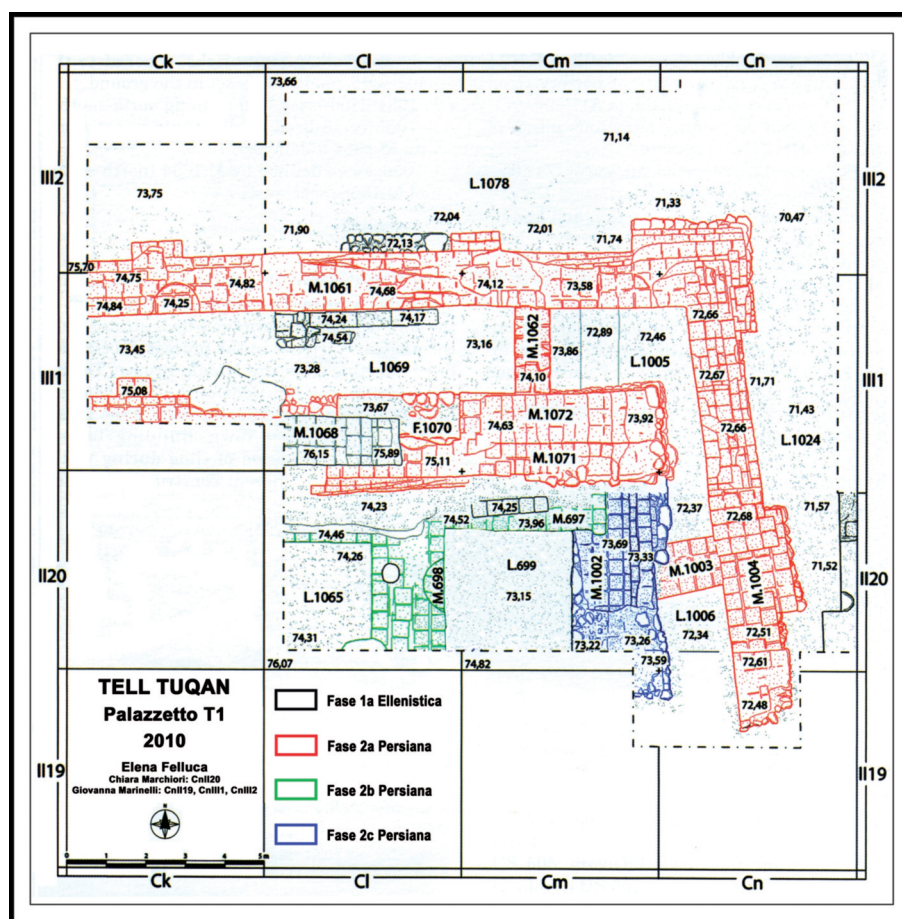 Ck Cl Cm Cn
73,66
71,14
III2 III2
73,75 L.1078
71,33 70,47
71,90 72,04 72,01
72,13 71,74
75,70
74,75 74,82 M.1061 74,68 74,12 73,58
74,84 74,25
74,24 74,17 M.1062 72,89 72,66
74,54 72,46
73,45 73,16 73,86 L.1005
III1 73,28 L.1069 74,10 72,67 71,71 III1
75,08
73,67 M.1072 71,43
M.1068 F.1070 74,63 73,92 72,66 L.1024
76,15 75,89 75,11 M.1071
74,23 74,25 72,37 71,57
74,46 74,52 73,96 M.697 72,68
74,26 L.699 73,69 73,33 71,52
II20 M.698 M.1002 M.1003 M.1004 II20
L.1065 73,15 L.1006
74,31 73,22 73,26 72,34 72,51
76,07 74,82 73,59 72,61
72,48
TELL TUQAN
Palazzetto T1
2010
Elena Felluca
Chiara Marchiori: CnII20
Giovanna Marinelli: CnII19, CnIII1, CnIII2
N
0 1 2 3 4 5 m
Fase 1a Ellenistica
Fase 2a Persiana
Fase 2b Persiana
Fase 2c Persiana
II19 II19
Ck Cl Cm Cn